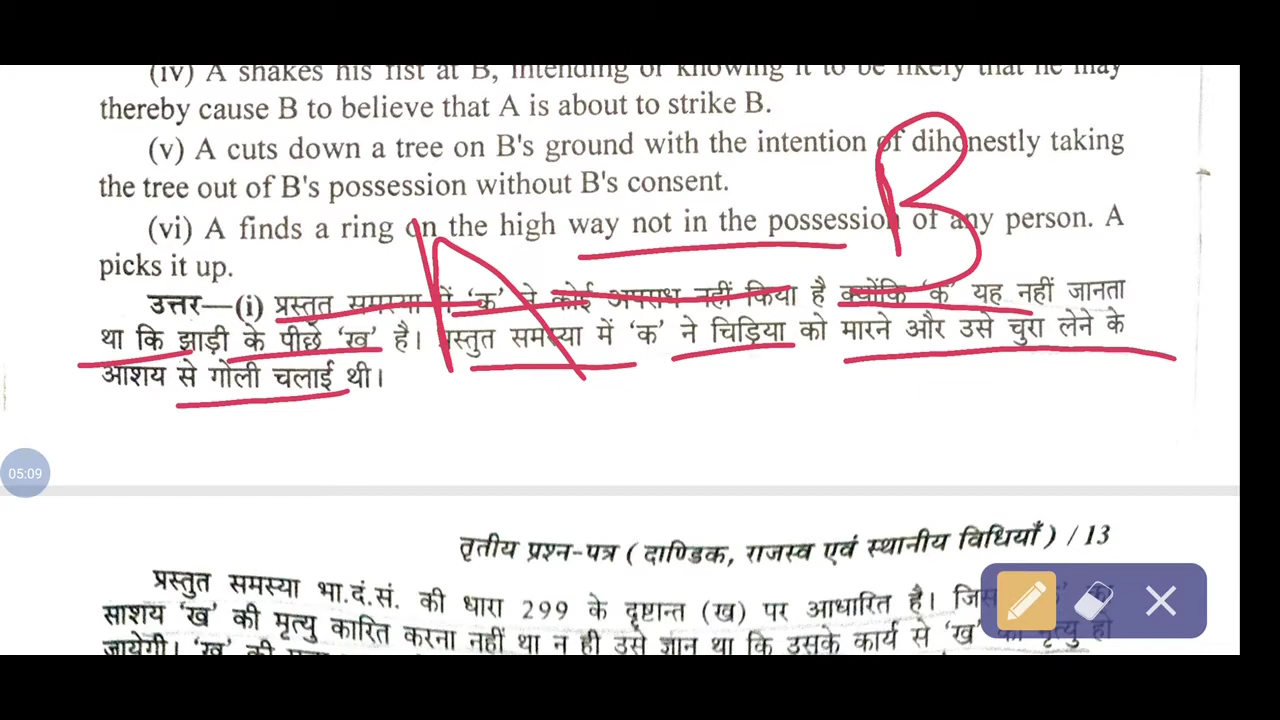 (iv) A shakes his fist at B, intending or knowing it to be likely that he may
thereby cause B to believe that A is about to strike B.
(v) A cuts down a tree on B's ground with the intention of dihonestly taking
the tree out of B's possession without B's consent.
(vi) A finds a ring on the high way not in the possession of any person. A
picks it up.
उत्तर—(i) प्रस्तुत समस्या में 'क' ने कोई अपराध नहीं किया है क्योंकि 'क' यह नहीं जानता
था कि झाड़ी के पीछे 'ख' है। प्रस्तुत समस्या में 'क' ने चिड़िया को मारने और उसे चुरा लेने के
आशय से गोली चलाई थी।
A
B
05:09
तृतीय प्रश्न-पत्र ( दाण्डिक, राजस्व एवं स्थानीय विधियाँ ) / 13
प्रस्तुत समस्या भा.दं.सं. की धारा 299 के दृष्टान्त (ख) पर आधारित है।
साशय 'ख' की मृत्यु कारित करना नहीं था न ही उसे ज्ञान था कि उसके कार्य से 'ख' की मृत्यु हो
जायेगी। 'ख' की